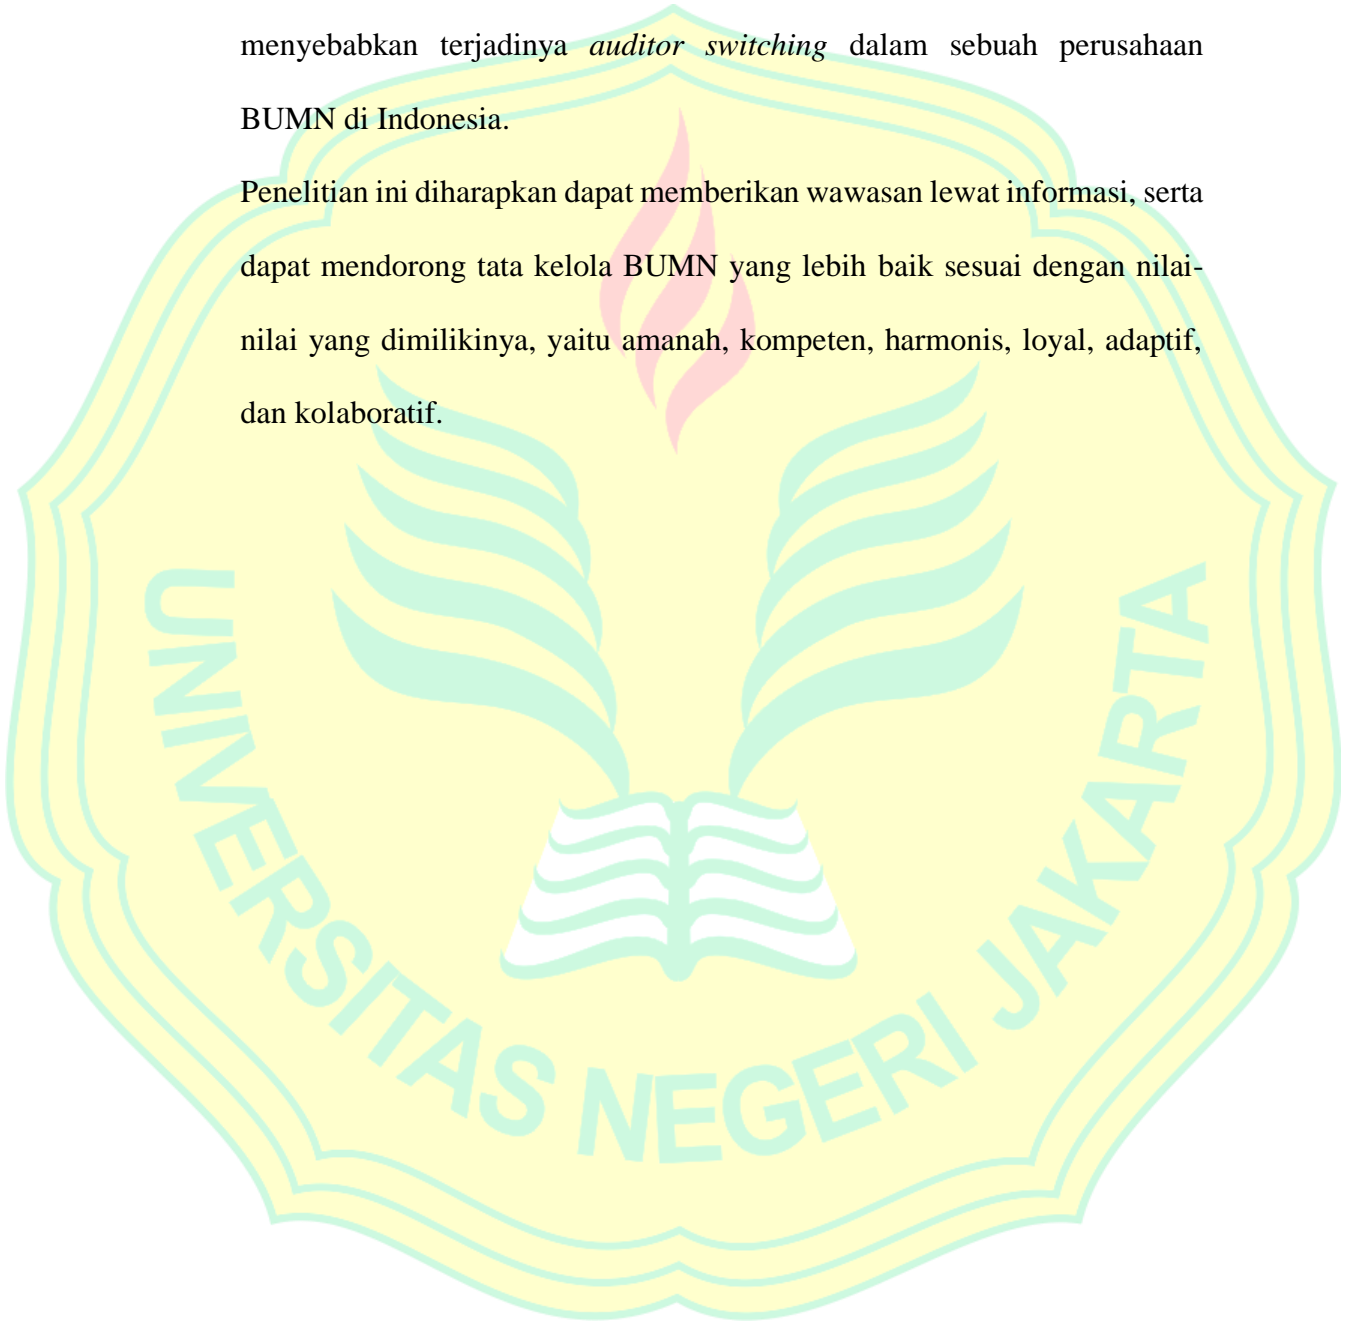 menyebabkan terjadinya auditor switching dalam sebuah perusahaan
BUMN di Indonesia.
Penelitian ini diharapkan dapat memberikan wawasan lewat informasi, serta
dapat mendorong tata kelola BUMN yang lebih baik sesuai dengan nilai-
nilai yang dimilikinya, yaitu amanah, kompeten, harmonis, loyal, adaptif,
dan kolaboratif.
UNIVERSITAS NEGERI JAKARTA